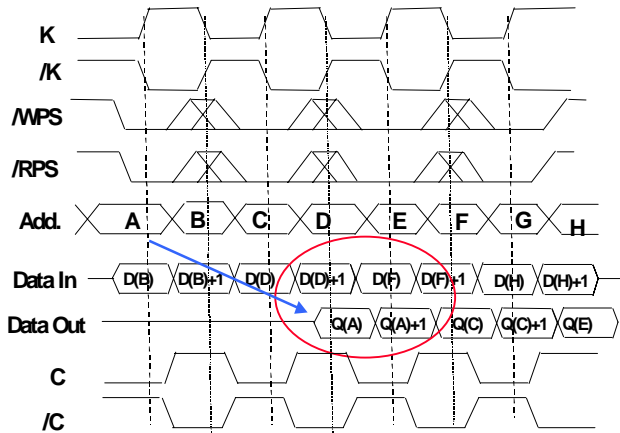 K
/K
/WPS
/RPS
Add. A B C D E F G H
Data In D(B) D(B)+1 D(D) D(D)+1 D(F) D(F)+1 D(H) D(H)+1
Data Out Q(A) Q(A)+1 Q(C) Q(C)+1 Q(E)
C
/C